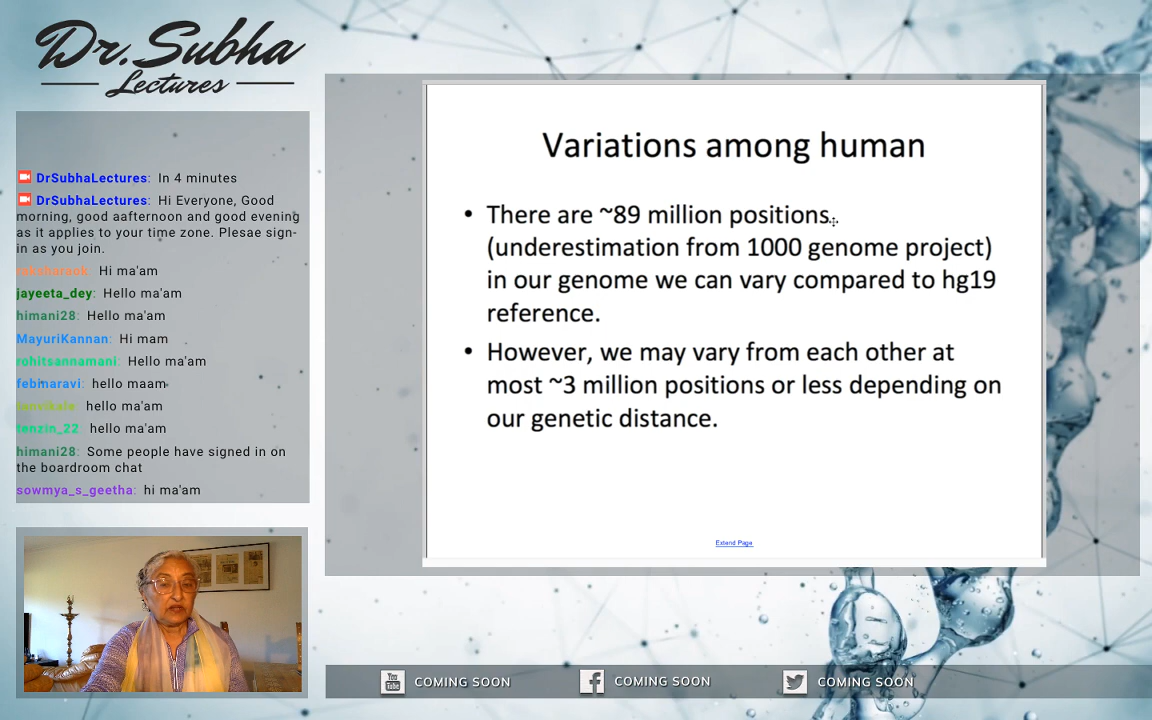 Dr. Subha
Lectures
DrSubhaLectures: In 4 minutes
DrSubhaLectures: Hi Everyone, Good
morning, good aafternoon and good evening
as it applies to your time zone. Plesae sign-
in as you join.
Hi ma'am
jayeeta_dey: Hello ma'am
himani28: Hello ma'am
MayuriKannan: Hi mam
rohitsannamani: Hello ma'am
febinaravi: hello maam
hello ma'am
tenzin_22 hello ma'am
himani28: Some people have signed in on
the boardroom chat
sowmya_s_geetha: hi ma'am
Variations among human
• There are ~89 million positions
(underestimation from 1000 genome project)
in our genome we can vary compared to hg19
reference.
• However, we may vary from each other at
most ~3 million positions or less depending on
our genetic distance.
Extend Page
You
Tube
COMING SOON
COMING SOON
COMING SOON